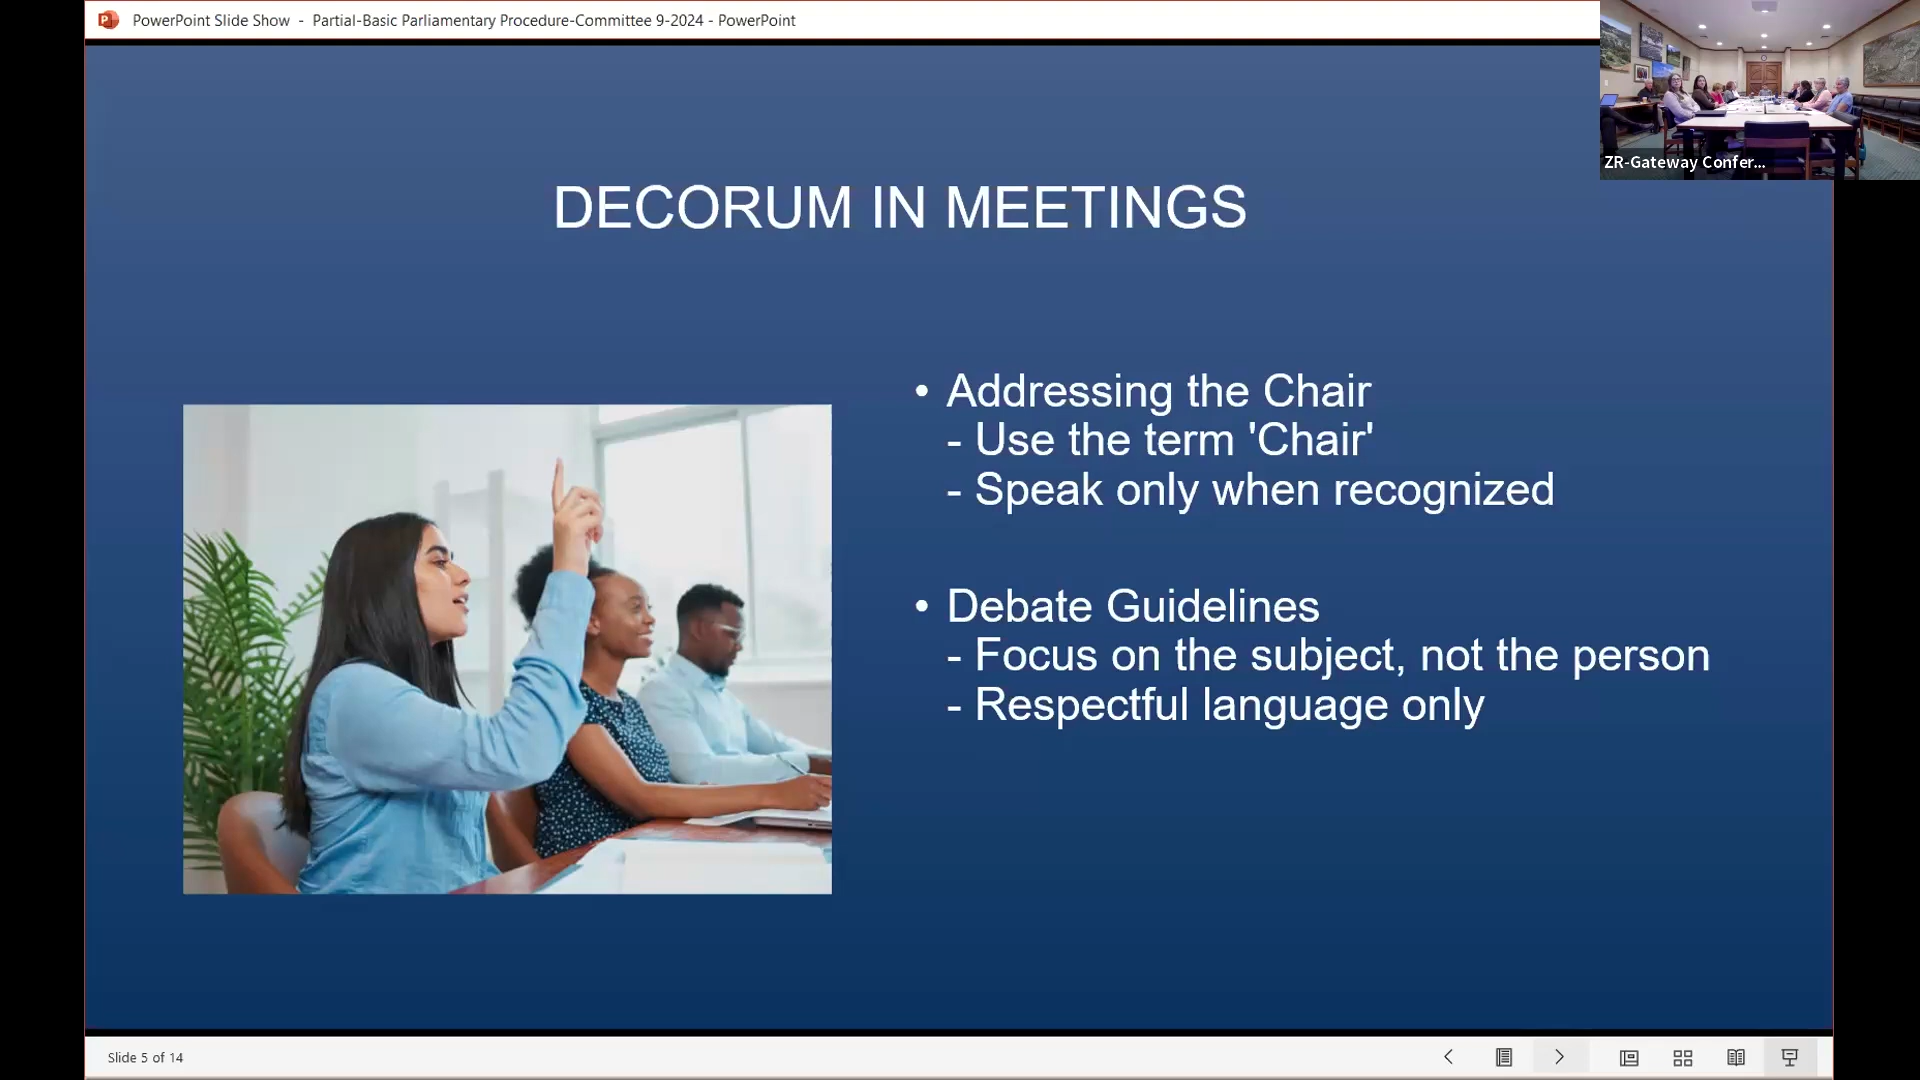 PowerPoint Slide Show - Partial-Basic Parliamentary Procedure-Committee 9-2024 - PowerPoint
ZR-Gateway Confer...
DECORUM IN MEETINGS
• Addressing the Chair
- Use the term 'Chair'
- Speak only when recognized
• Debate Guidelines
- Focus on the subject, not the person
- Respectful language only
Slide 5 of 14